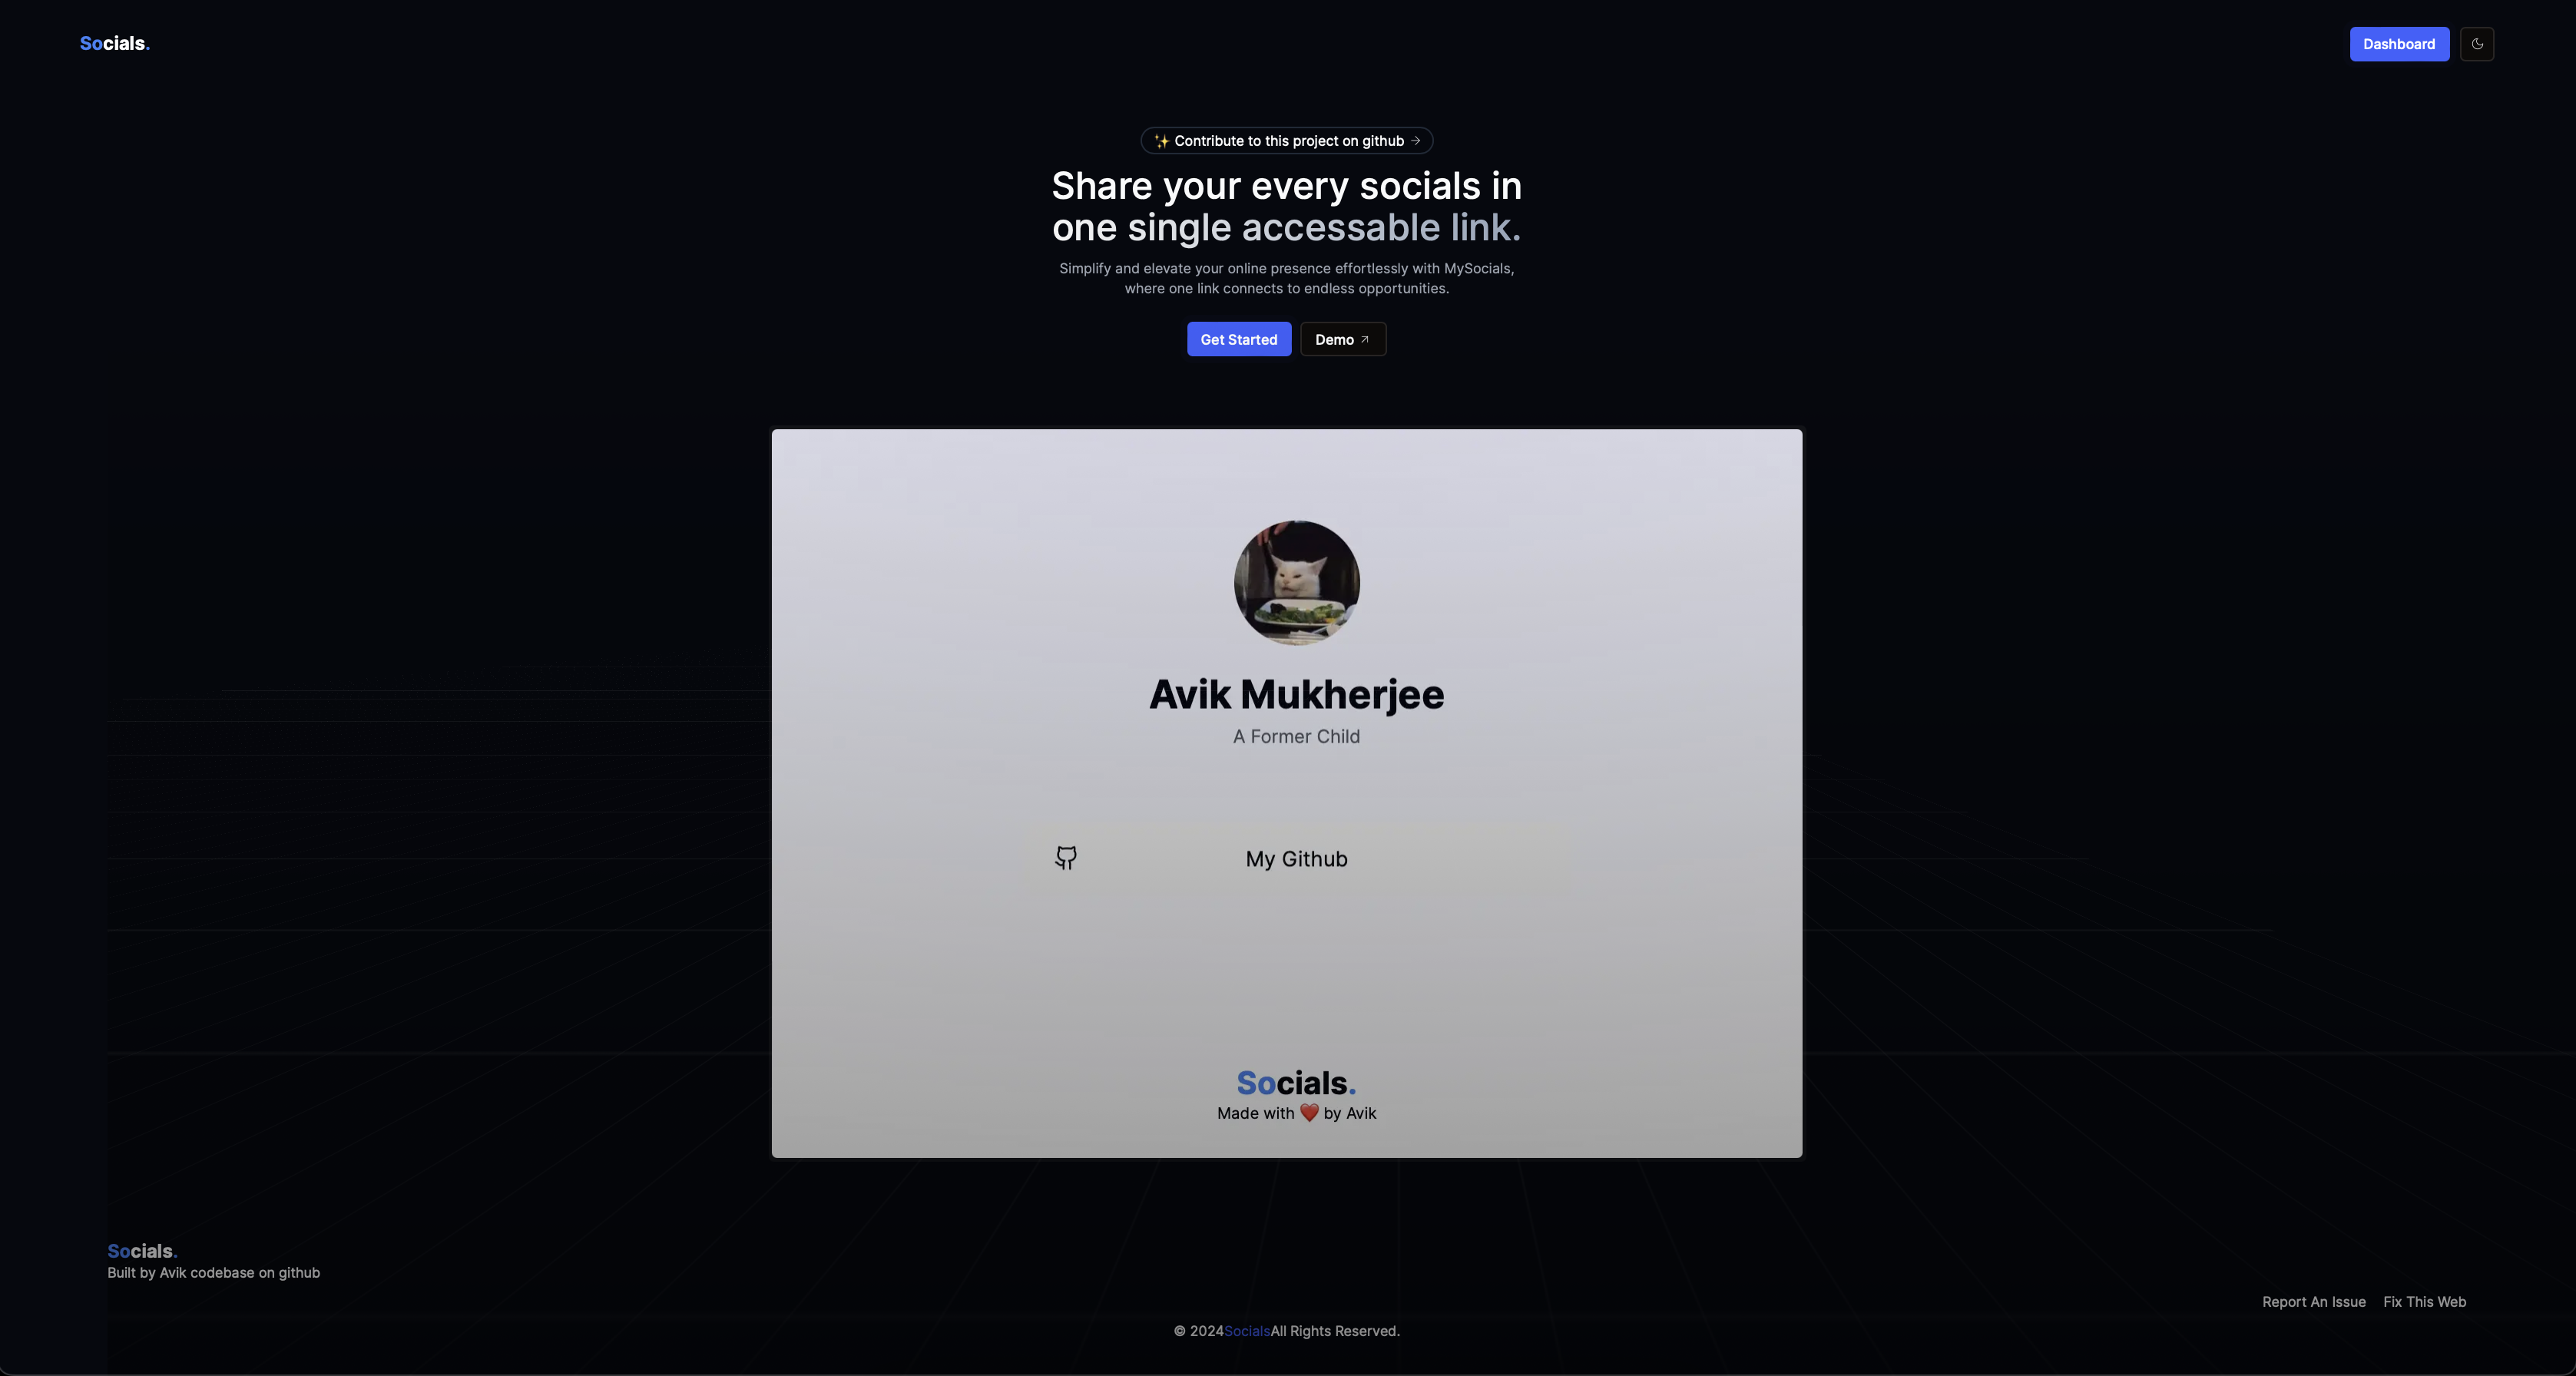 Socials.
Dashboard
✨ Contribute to this project on github →
Share your every socials in
one single accessable link.
Simplify and elevate your online presence effortlessly with MySocials,
where one link connects to endless opportunities.
Get Started
Demo ↗
Avik Mukherjee
A Former Child
My Github
Socials.
Made with ❤️ by Avik
Socials.
Built by Avik codebase on github
Report An Issue Fix This Web
© 2024SocialsAll Rights Reserved.